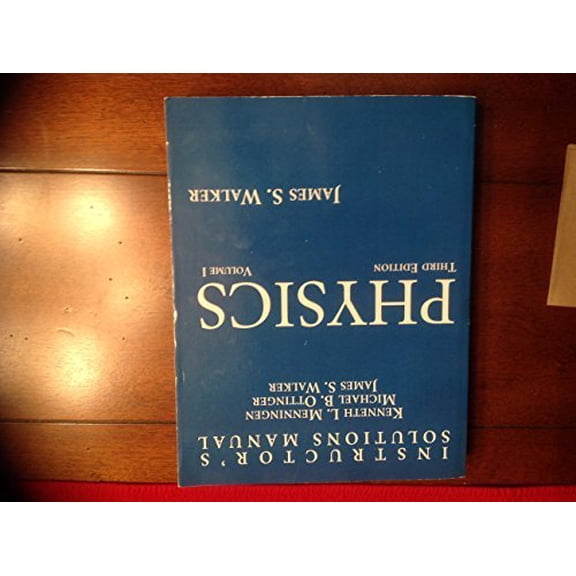 INSTRUCTOR'S
SOLUTIONS MANUAL
KENNETH L. MENNINGEN
MICHAEL B. OTTINGER
JAMES S. WALKER
PHYSICS
THIRD EDITION VOLUME I
JAMES S. WALKER